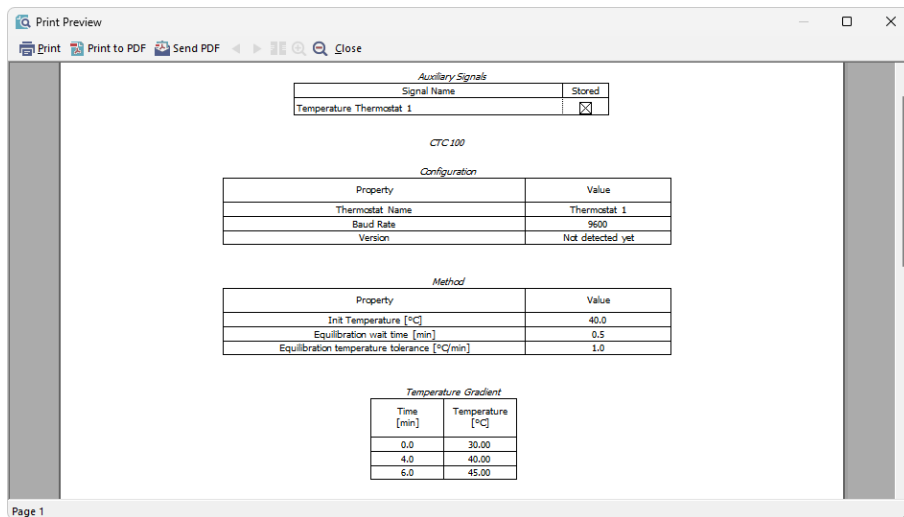 Print Preview
Print Print to PDF Send PDF Close
Auxiliary Signals
Signal Name Stored
Temperature Thermostat 1
CTC 100
Configuration
Property Value
Thermostat Name Thermostat 1
Baud Rate 9600
Version Not detected yet
Method
Property Value
Init Temperature [°C] 40.0
Equilibration wait time [min] 0.5
Equilibration temperature tolerance [°C/min] 1.0
Temperature Gradient
Time Temperature
[min] [°C]
0.0 30.00
4.0 40.00
6.0 45.00
Page 1